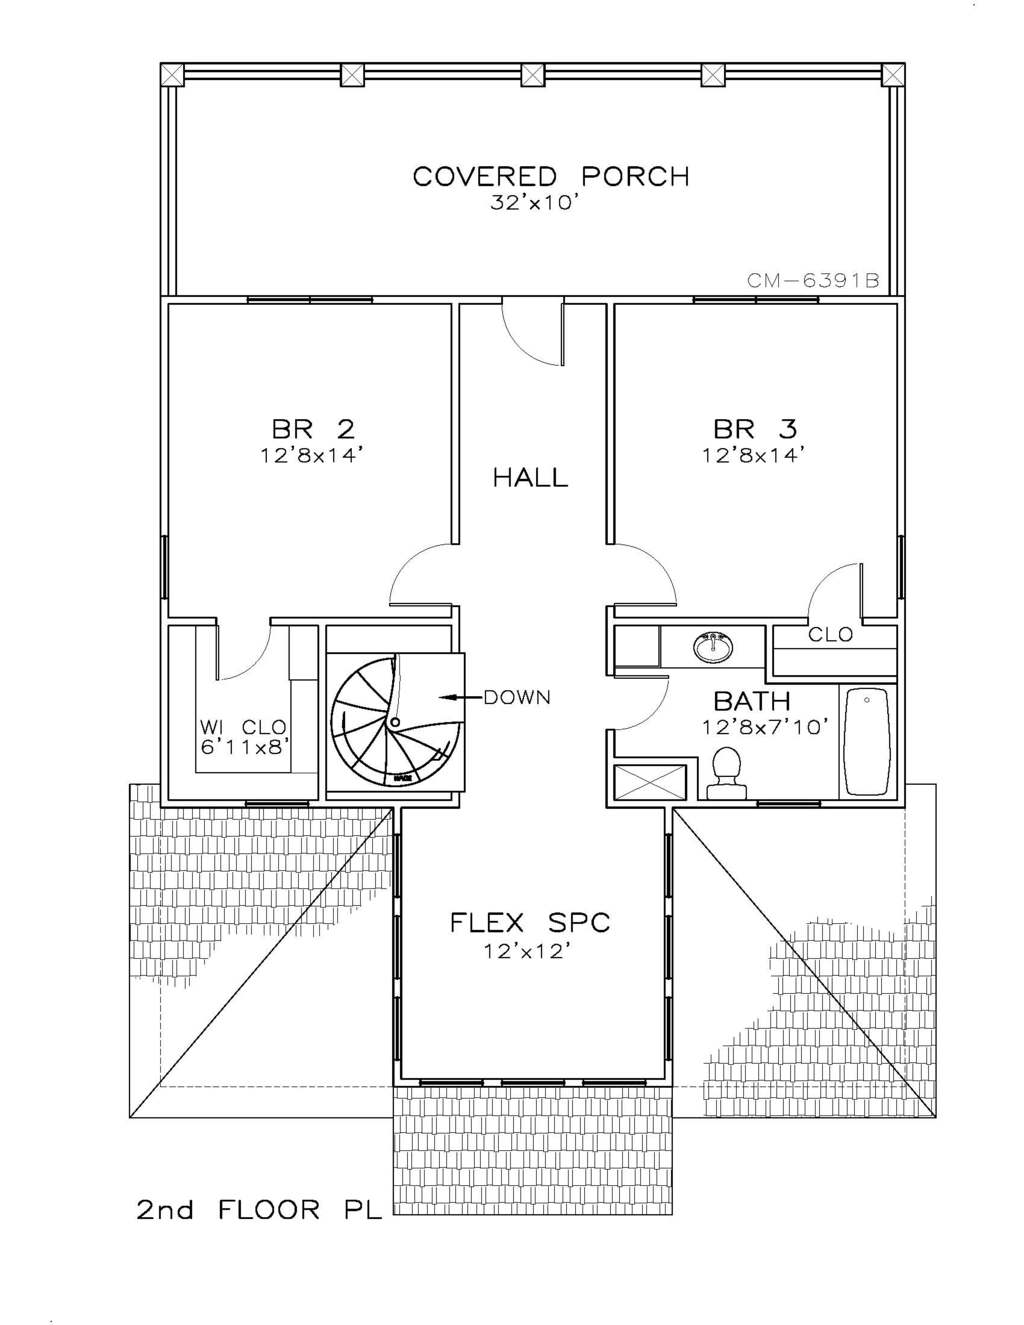 COVERED PORCH
32'x10'
CM-6391B
BR 2
12'8x14'
BR 3
12'8x14'
HALL
CLO
DOWN
WI CLO
6'11x8'
BATH
12'8x7'10'
FLEX SPC
12'x12'
2nd FLOOR PL